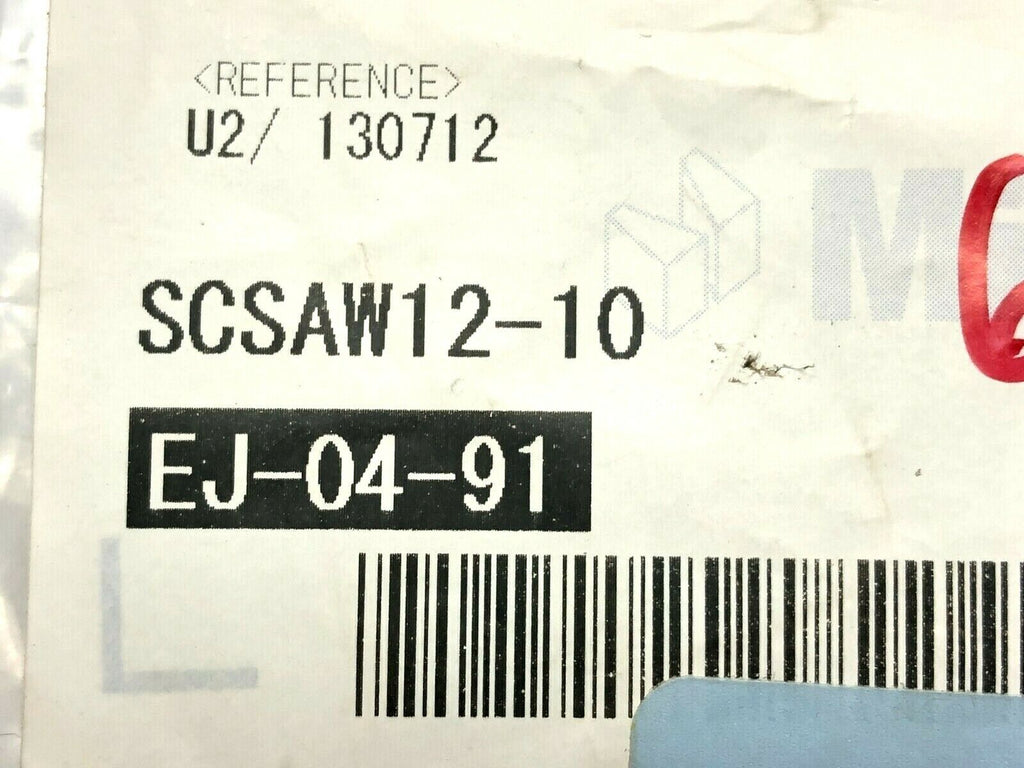 <REFERENCE>
U2/ 130712
SCSAW12-10
EJ-04-91